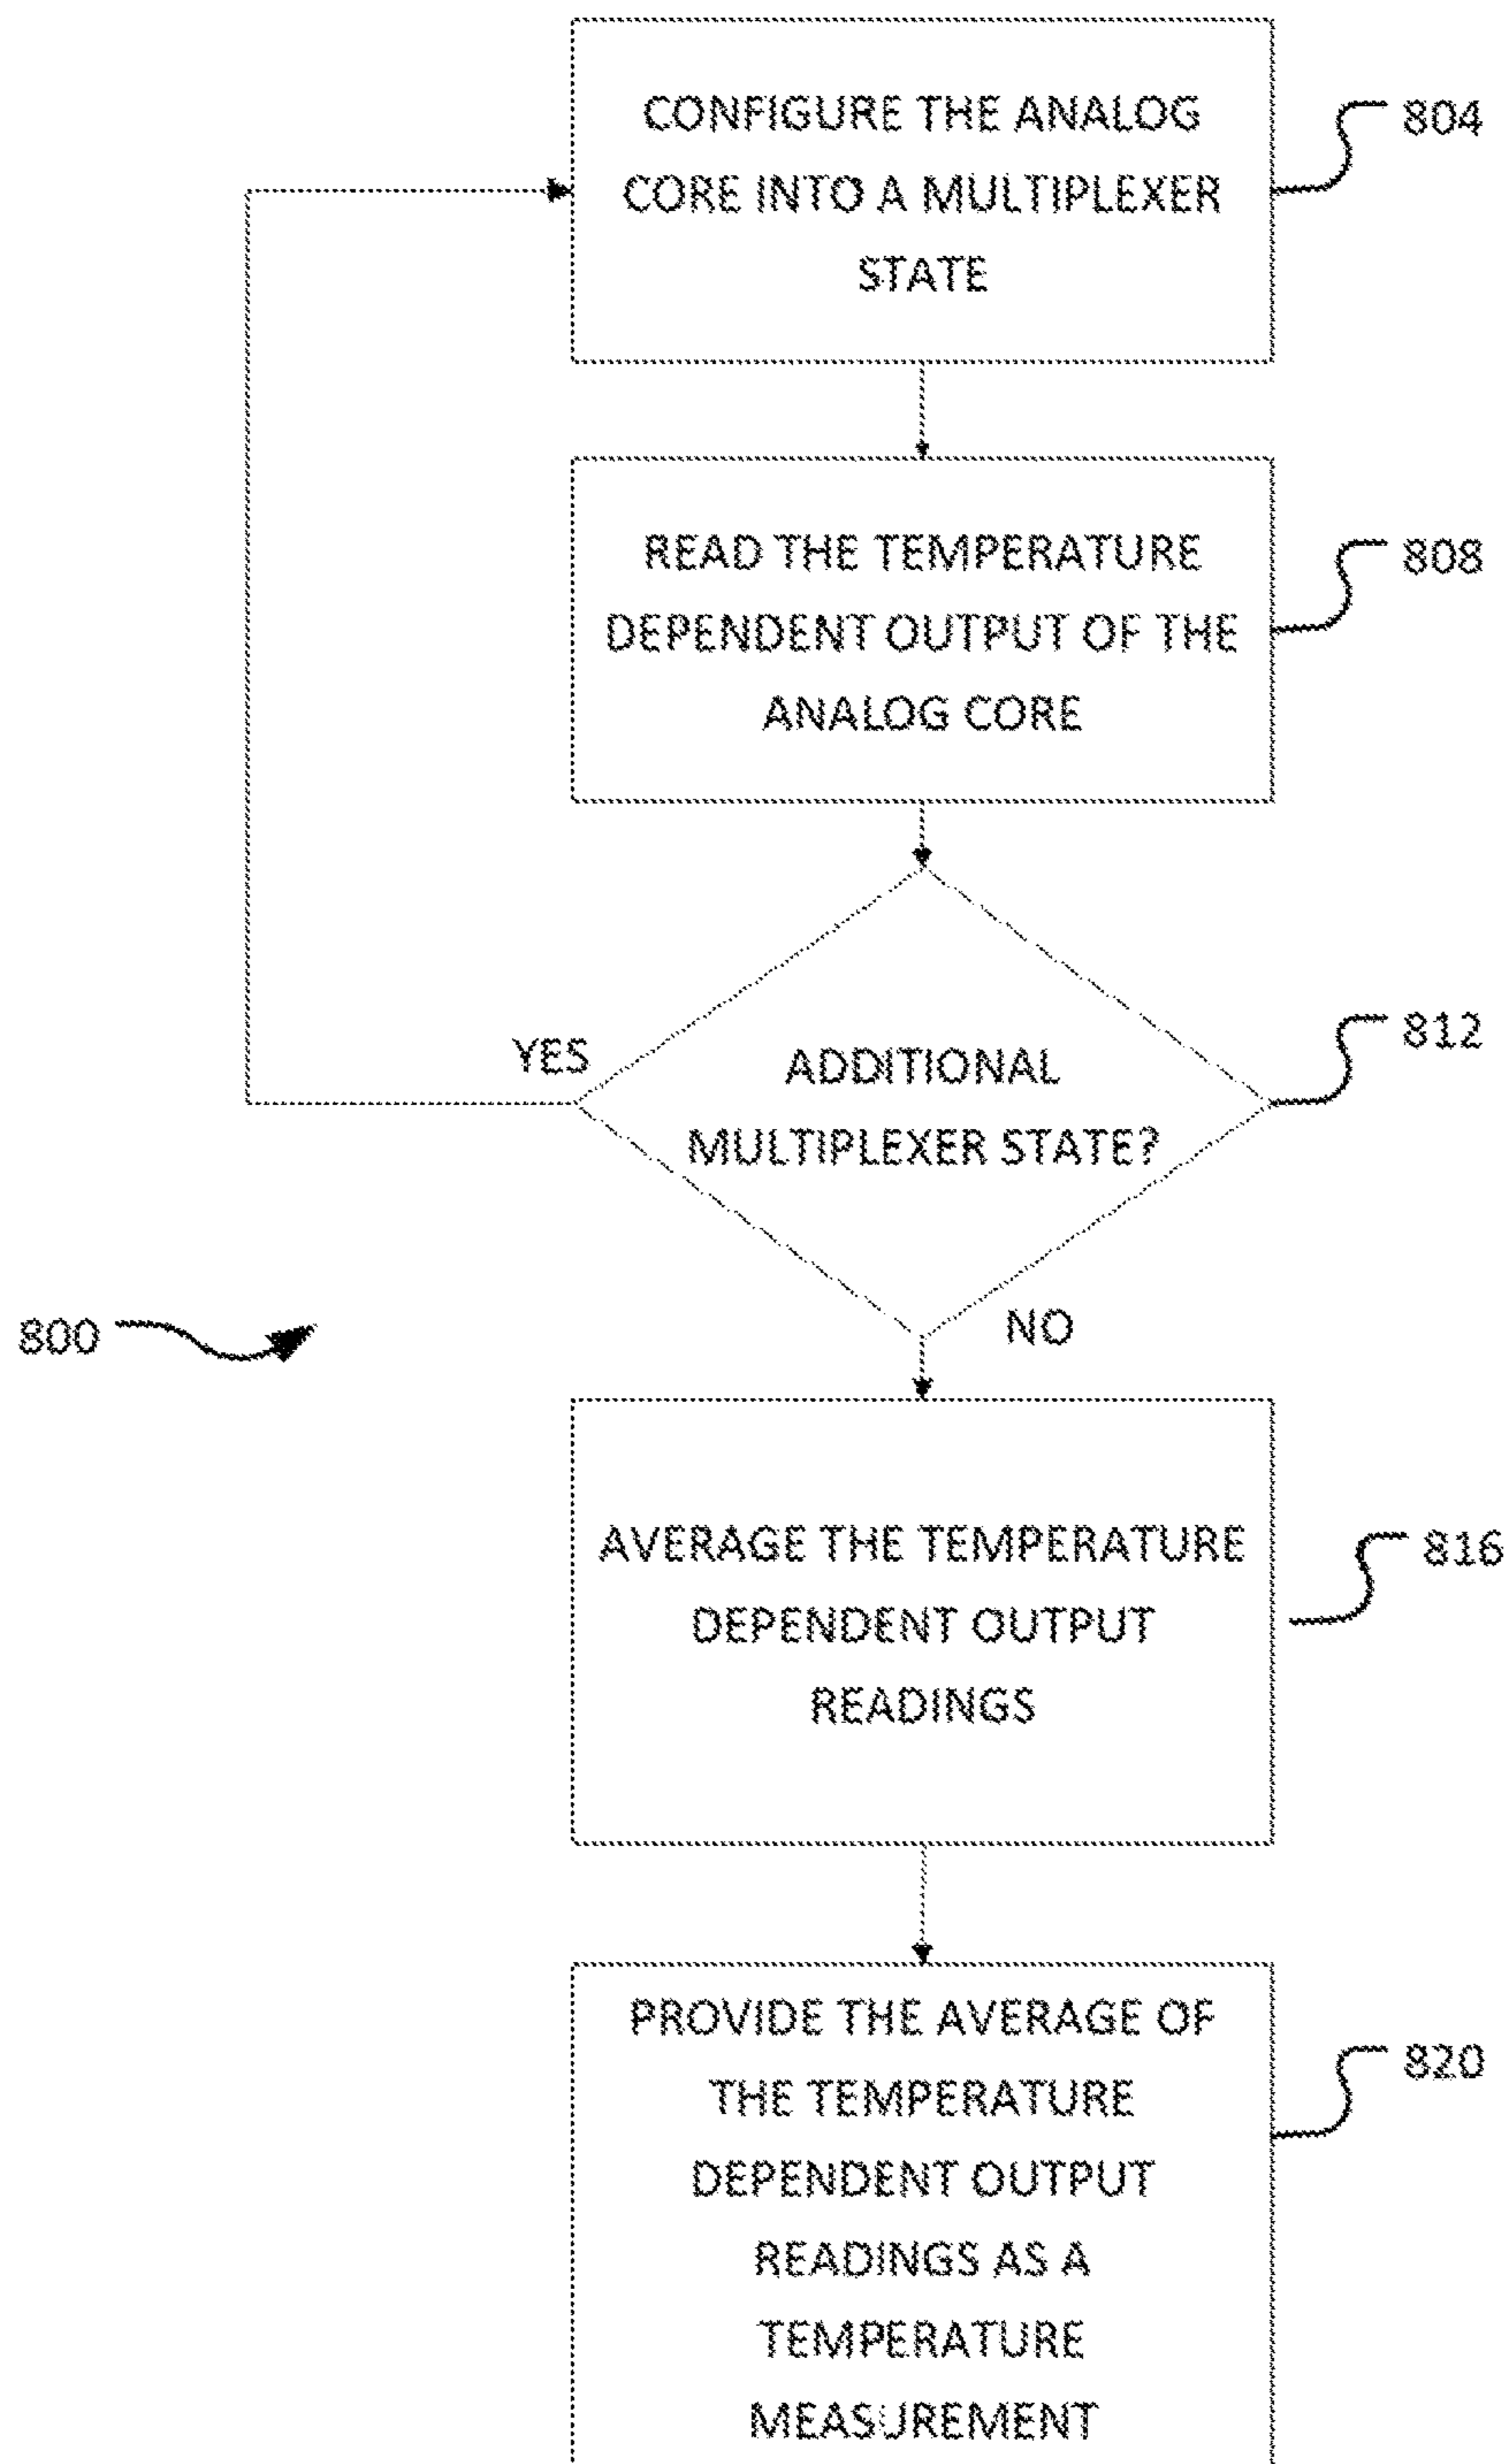 CONFIGURE THE ANALOG
CORE INTO A MULTIPLEXER
STATE
804
READ THE TEMPERATURE
DEPENDENT OUTPUT OF THE
ANALOG CORE
808
YES
ADDITIONAL
MULTIPLEXER STATE?
812
NO
800
AVERAGE THE TEMPERATURE
DEPENDENT OUTPUT
READINGS
816
PROVIDE THE AVERAGE OF
THE TEMPERATURE
DEPENDENT OUTPUT
READINGS AS A
TEMPERATURE
MEASUREMENT
820